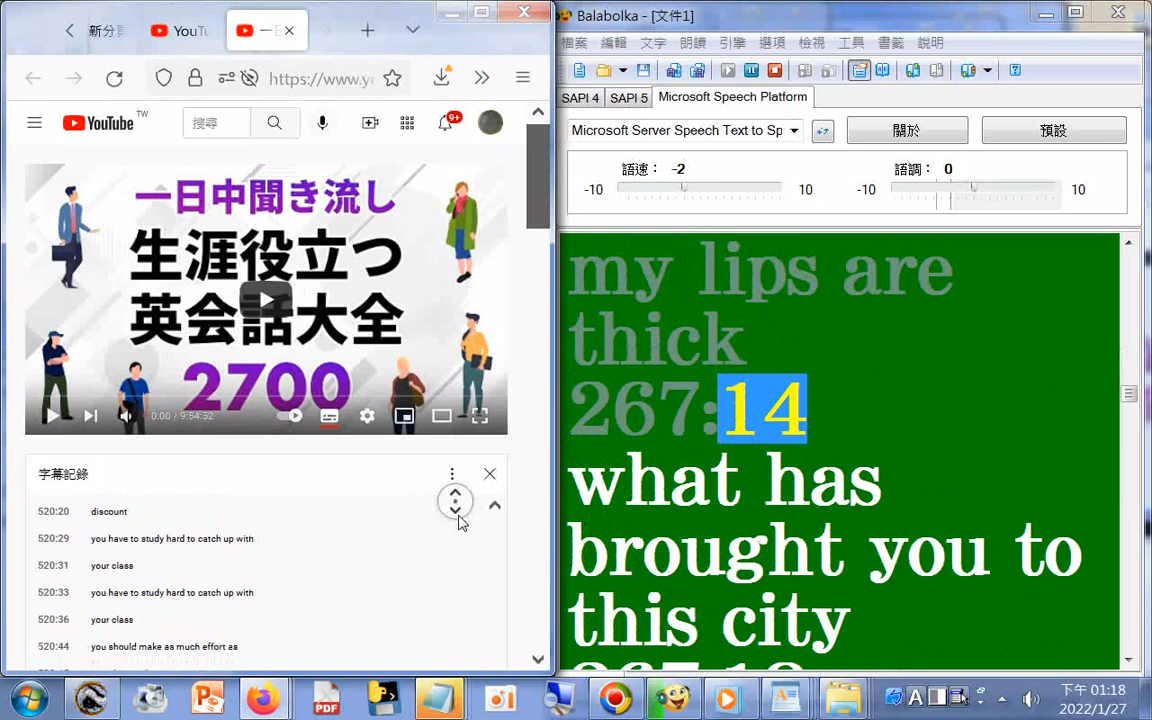 新分
YouTu
一
https://www.y
YouTube TW
搜尋
9+
一日中聞き流し
生涯役立つ
英会話大全
2700
0:00 / 9:54:52
字幕記錄
520:20 discount
520:29 you have to study hard to catch up with
520:31 your class
520:33 you have to study hard to catch up with
520:36 your class
520:44 you should make as much effort as
Balabolka - [文件1]
檔案 編輯 文字 朗讀 引擎 選項 檢視 工具 書籤 說明
SAPI 4 SAPI 5 Microsoft Speech Platform
Microsoft Server Speech Text to Sp
關於 預設
語速： -2 語調： 0
-10 10 -10 10
my lips are
thick
267:14
what has
brought you to
this city
PDF
A
下午 01:18
2022/1/27